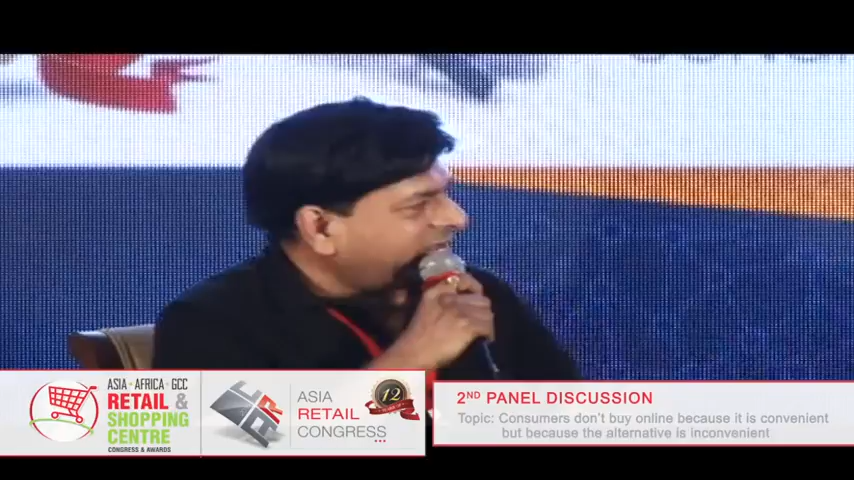 ASIA • AFRICA • GCC
RETAIL &
SHOPPING
CENTRE
CONGRESS & AWARDS
ASIA
RETAIL
CONGRESS
12
2ND PANEL DISCUSSION
Topic: Consumers don't buy online because it is convenient
but because the alternative is inconvenient